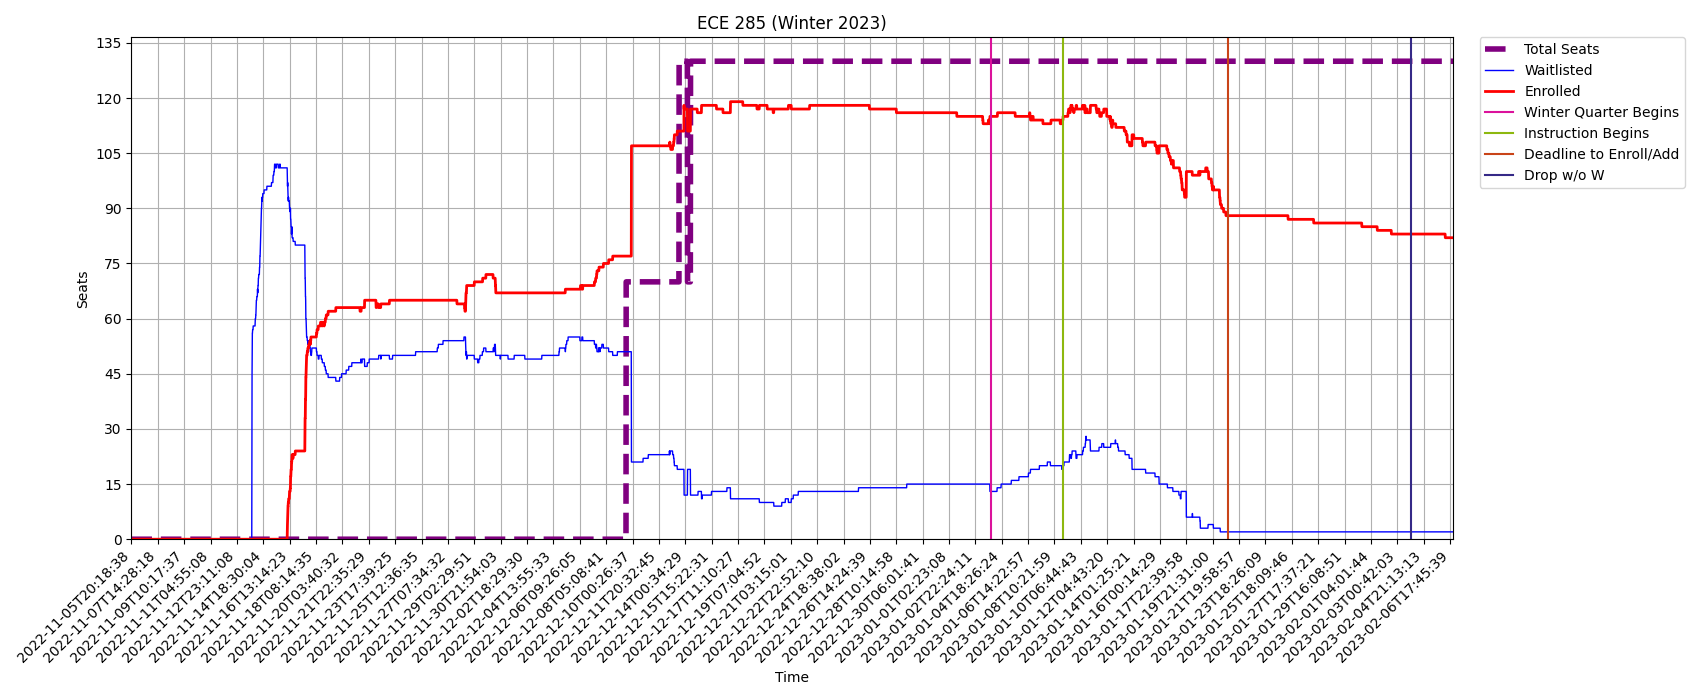 ECE 285 (Winter 2023)
135
120
105
90
75
60
45
30
15
0
Seats
Total Seats
Waitlisted
Enrolled
Winter Quarter Begins
Instruction Begins
Deadline to Enroll/Add
Drop w/o W
2022-11-05T20:18:38
2022-11-07T14:28:18
2022-11-09T10:17:37
2022-11-11T04:55:08
2022-11-12T23:11:08
2022-11-14T18:30:04
2022-11-16T13:14:23
2022-11-18T08:14:35
2022-11-20T03:40:32
2022-11-21T22:35:29
2022-11-23T17:39:25
2022-11-25T12:36:35
2022-11-27T07:34:32
2022-11-29T02:29:51
2022-11-30T21:54:03
2022-12-02T18:29:30
2022-12-04T13:55:33
2022-12-06T09:26:05
2022-12-08T05:08:41
2022-12-10T00:26:37
2022-12-11T20:32:45
2022-12-14T00:34:29
2022-12-15T15:22:31
2022-12-17T11:10:27
2022-12-19T07:04:52
2022-12-21T03:15:01
2022-12-22T22:52:10
2022-12-24T18:38:02
2022-12-26T14:24:39
2022-12-28T10:14:58
2022-12-30T06:01:41
2023-01-01T02:23:08
2023-01-02T22:24:11
2023-01-04T18:26:24
2023-01-06T14:22:57
2023-01-08T10:21:59
2023-01-10T06:44:43
2023-01-12T04:43:20
2023-01-14T01:25:21
2023-01-16T00:14:29
2023-01-17T22:39:58
2023-01-19T21:31:00
2023-01-21T19:58:57
2023-01-23T18:26:09
2023-01-25T18:09:46
2023-01-27T17:37:21
2023-01-29T16:08:51
2023-02-01T04:01:44
2023-02-03T00:42:03
2023-02-04T21:13:13
2023-02-06T17:45:39
Time